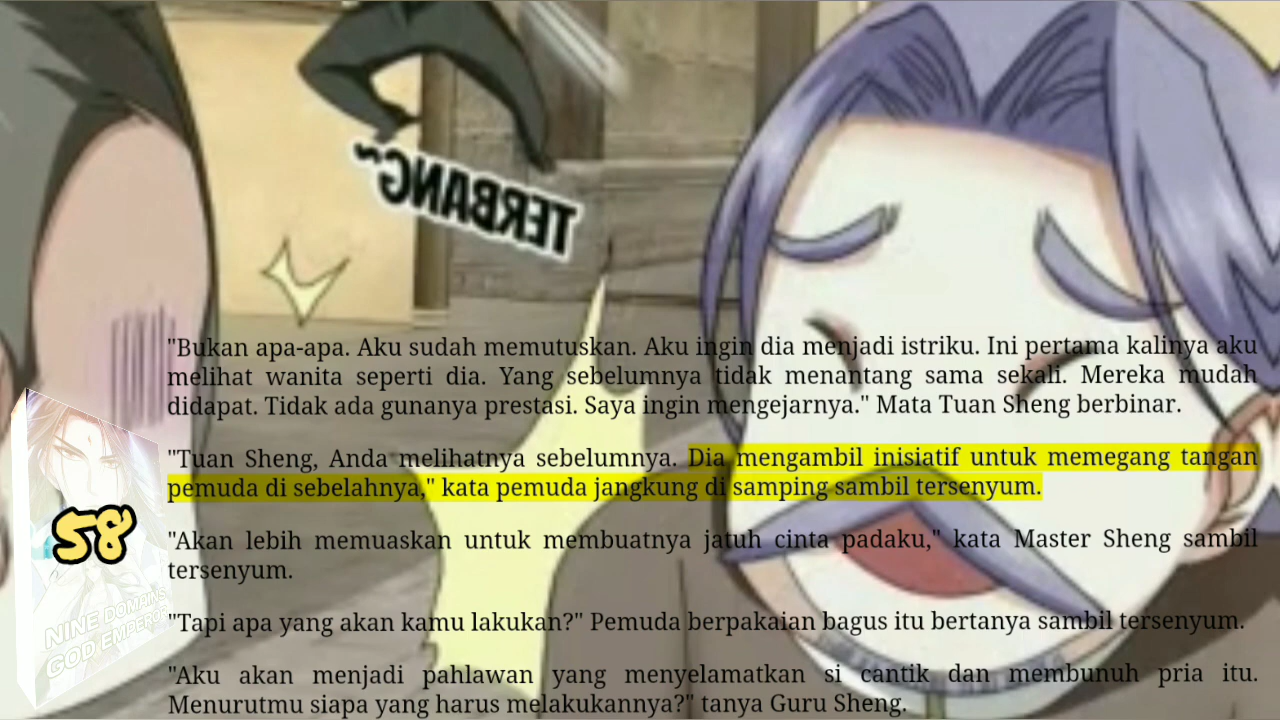 TERBANG~
"Bukan apa-apa. Aku sudah memutuskan. Aku ingin dia menjadi istriku. Ini pertama kalinya aku
melihat wanita seperti dia. Yang sebelumnya tidak menantang sama sekali. Mereka mudah
didapat. Tidak ada gunanya prestasi. Saya ingin mengejarnya." Mata Tuan Sheng berbinar.
"Tuan Sheng, Anda melihatnya sebelumnya. Dia mengambil inisiatif untuk memegang tangan
pemuda di sebelahnya," kata pemuda jangkung di samping sambil tersenyum.
"Akan lebih memuaskan untuk membuatnya jatuh cinta padaku," kata Master Sheng sambil
tersenyum.
"Tapi apa yang akan kamu lakukan?" Pemuda berpakaian bagus itu bertanya sambil tersenyum.
"Aku akan menjadi pahlawan yang menyelamatkan si cantik dan membunuh pria itu.
Menurutmu siapa yang harus melakukannya?" tanya Guru Sheng.
58
NINE DOMAINS
GOD EMPEROR